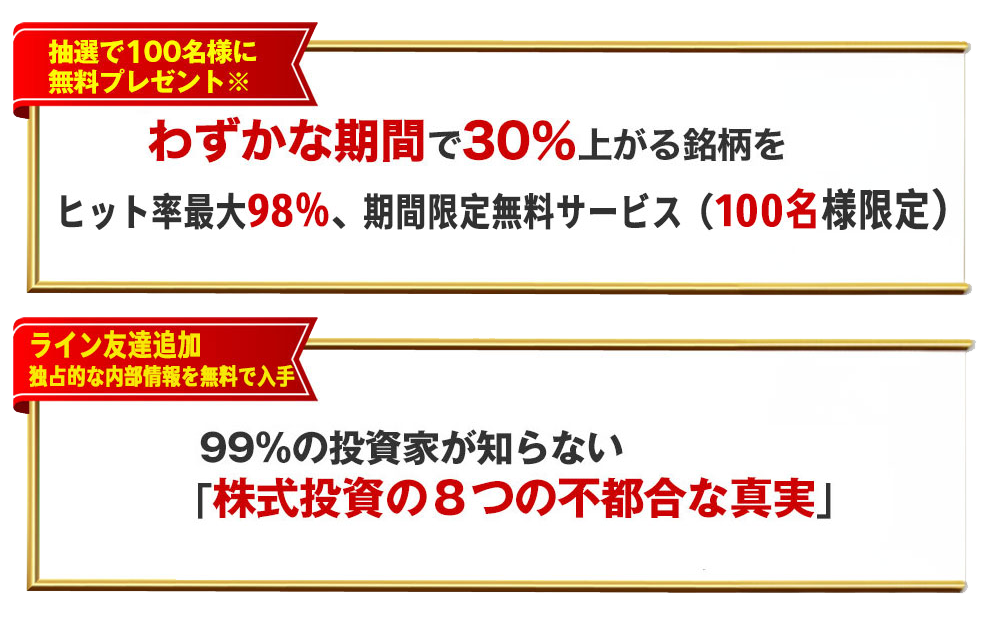 抽選で100名様に
無料プレゼント※
わずかな期間で30%上がる銘柄を
ヒット率最大98%、期間限定無料サービス（100名様限定）
ライン友達追加
独占的な内部情報を無料で入手
99%の投資家が知らない
「株式投資の８つの不都合な真実」